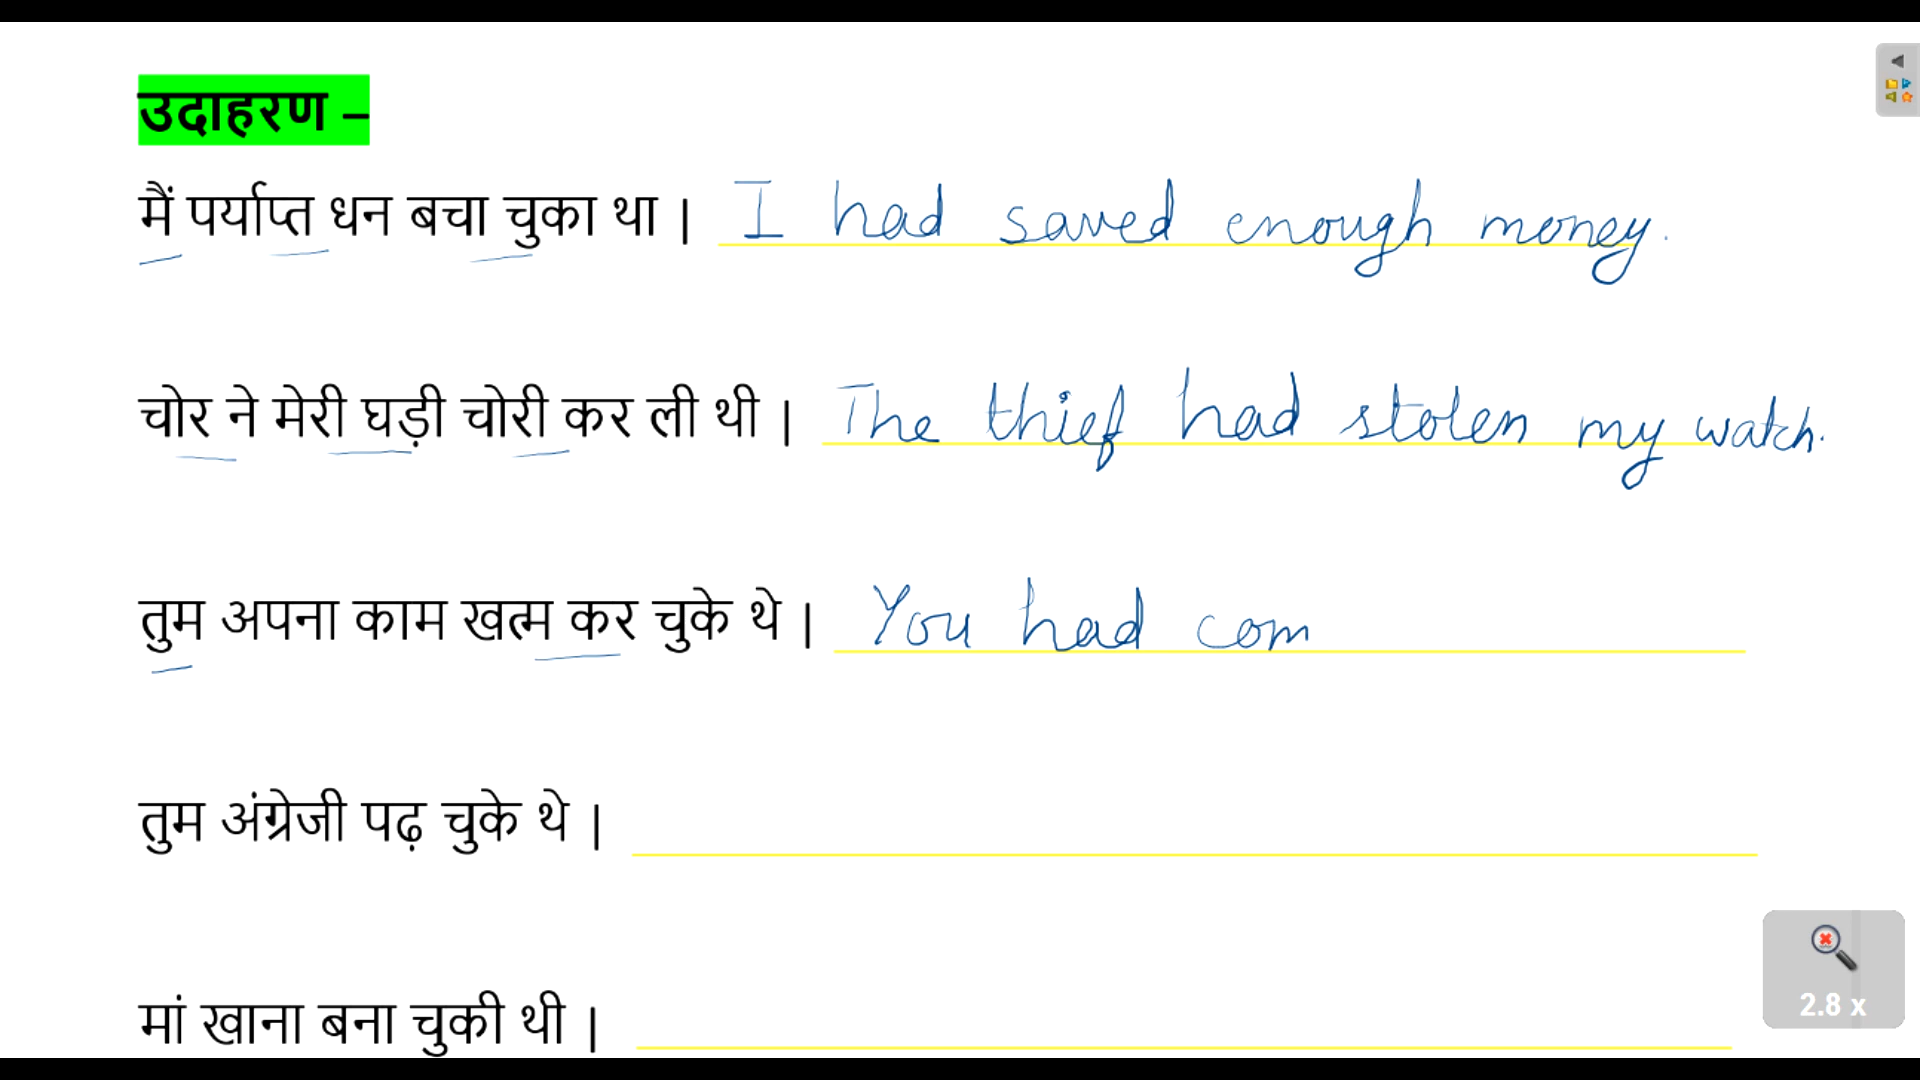 उदाहरण –
मैं पर्याप्त धन बचा चुका था | I had saved enough money.
चोर ने मेरी घड़ी चोरी कर ली थी | The thief had stolen my watch.
तुम अपना काम खत्म कर चुके थे | You had com
तुम अंग्रेजी पढ़ चुके थे |
मां खाना बना चुकी थी |
2.8 x